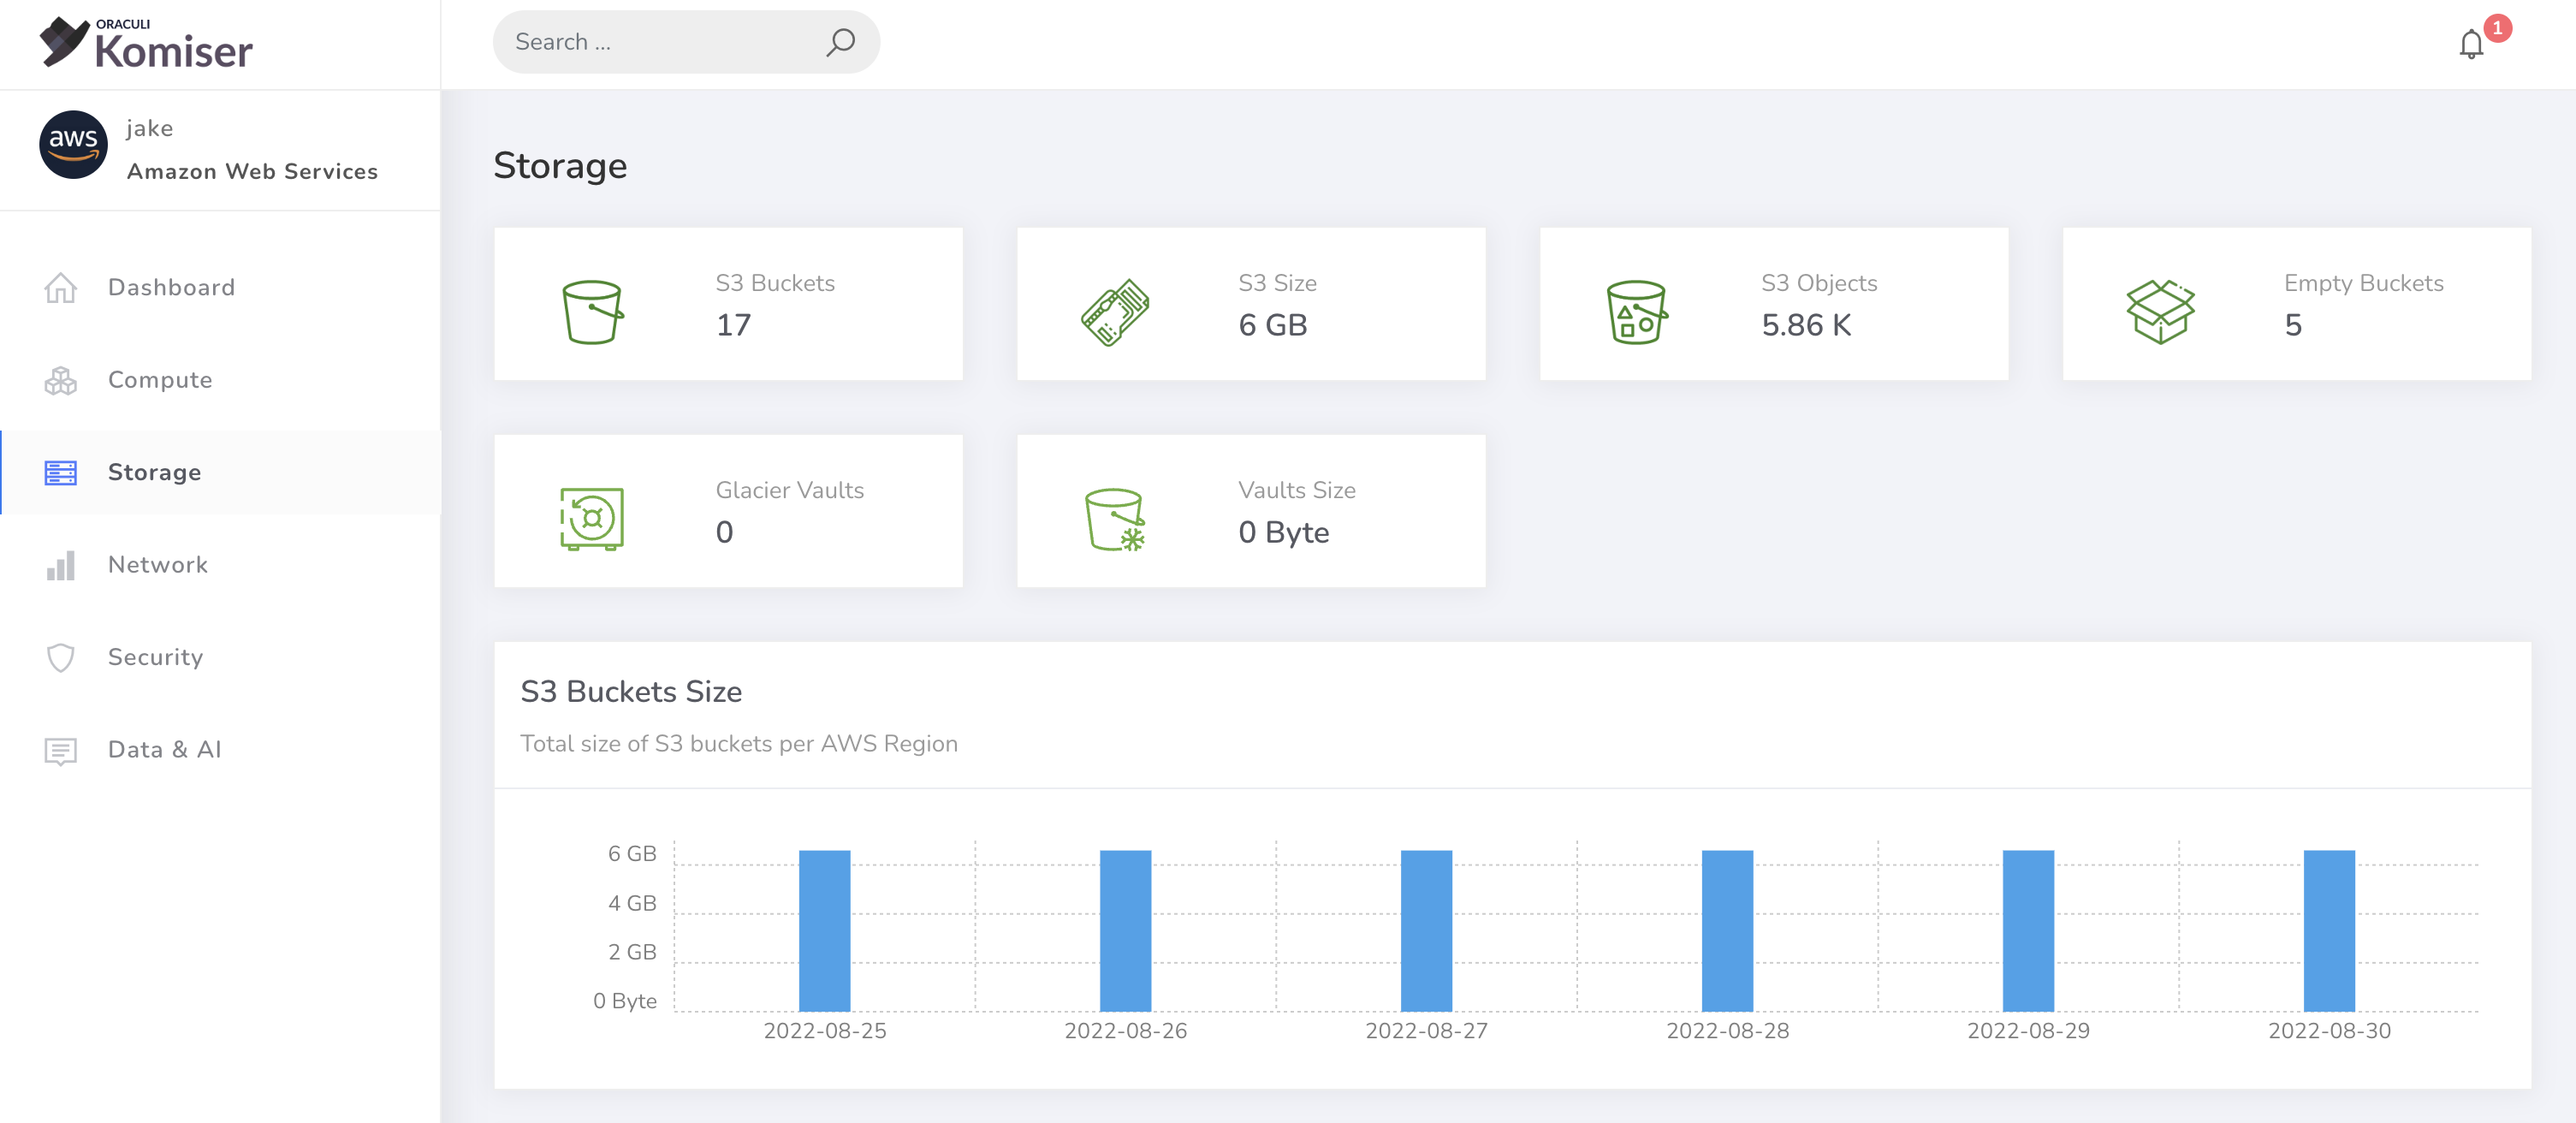 ORACULI
Komiser
Search ...
1
aws
jake
Amazon Web Services
Dashboard
Compute
Storage
Network
Security
Data & AI
Storage
S3 Buckets
17
S3 Size
6 GB
S3 Objects
5.86 K
Empty Buckets
5
Glacier Vaults
0
Vaults Size
0 Byte
S3 Buckets Size
Total size of S3 buckets per AWS Region
6 GB
4 GB
2 GB
0 Byte
2022-08-25
2022-08-26
2022-08-27
2022-08-28
2022-08-29
2022-08-30